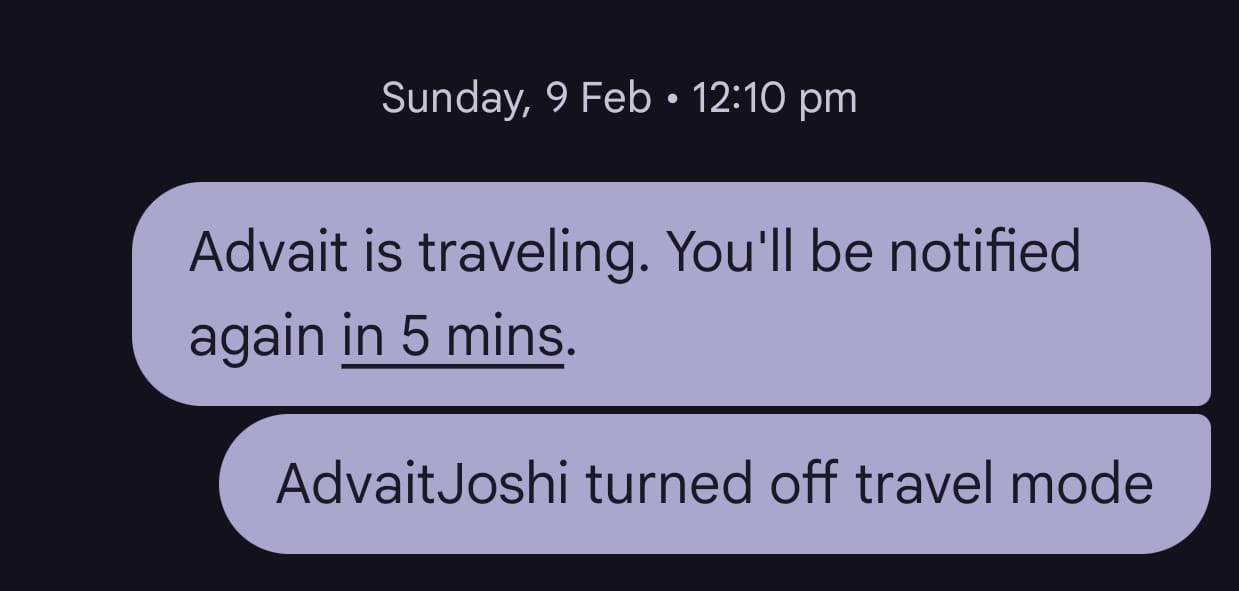 Sunday, 9 Feb • 12:10 pm
Advait is traveling. You'll be notified
again in 5 mins.
AdvaitJoshi turned off travel mode